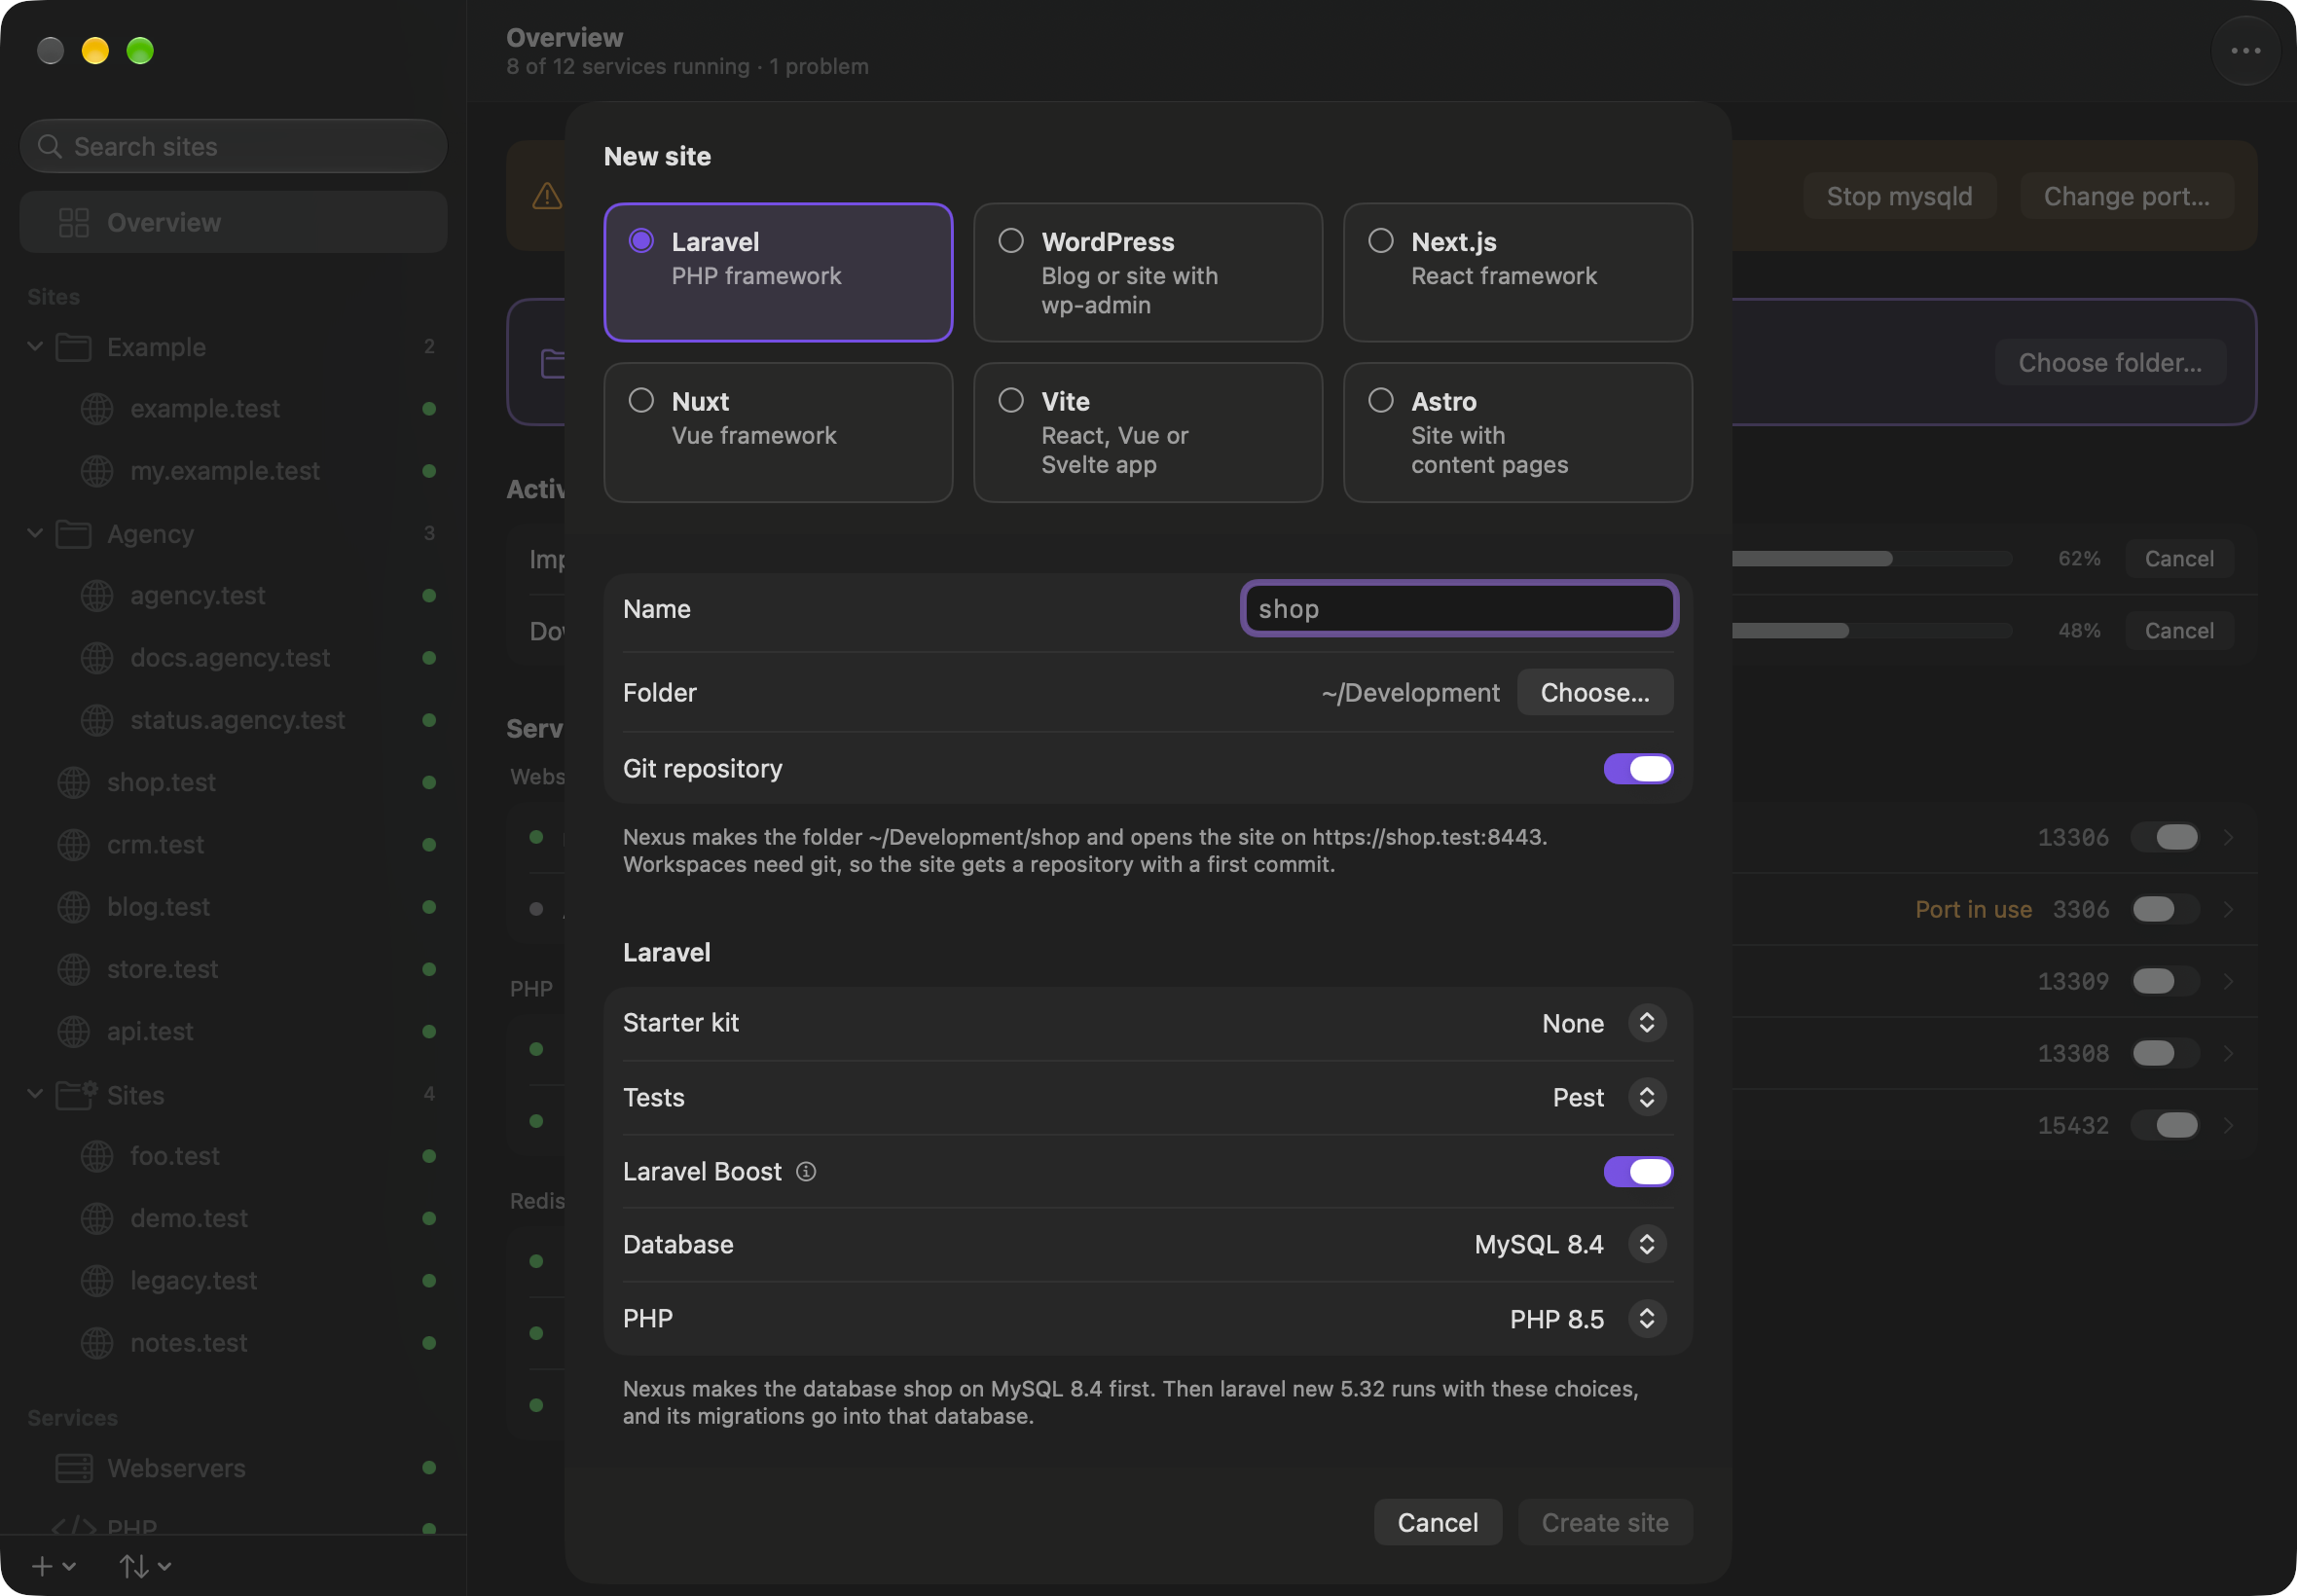 Overview
8 of 12 services running · 1 problem
Search sites
Overview
Sites
Example 2
example.test
my.example.test
Agency 3
agency.test
docs.agency.test
status.agency.test
shop.test
crm.test
blog.test
store.test
api.test
Sites 4
foo.test
demo.test
legacy.test
notes.test
Services
Webservers
PHP
Stop mysqld
Change port...
Choose folder...
62%
Cancel
48%
Cancel
PHP
Redis
13306
Port in use 3306
13309
13308
15432
New site
Laravel
PHP framework
WordPress
Blog or site with
wp-admin
Next.js
React framework
Nuxt
Vue framework
Vite
React, Vue or
Svelte app
Astro
Site with
content pages
Name
shop
Folder
~/Development
Choose...
Git repository
Nexus makes the folder ~/Development/shop and opens the site on https://shop.test:8443.
Workspaces need git, so the site gets a repository with a first commit.
Laravel
Starter kit
None
Tests
Pest
Laravel Boost
Database
MySQL 8.4
PHP
PHP 8.5
Nexus makes the database shop on MySQL 8.4 first. Then laravel new 5.32 runs with these choices,
and its migrations go into that database.
Cancel
Create site